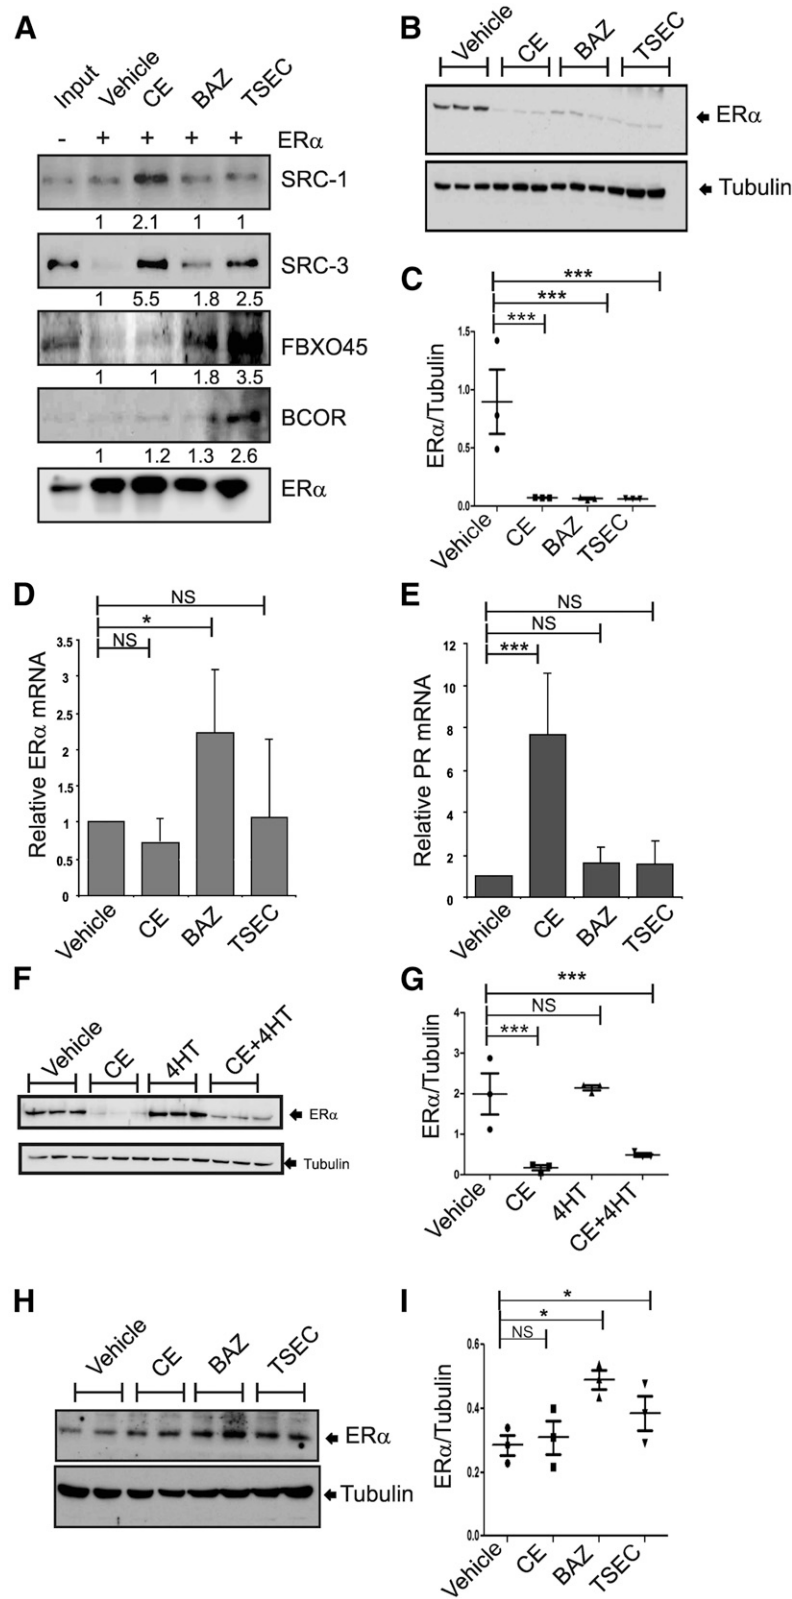 A
Input Vehicle CE BAZ TSEC
- + + + + ERα
SRC-1
1 2.1 1 1
SRC-3
1 5.5 1.8 2.5
FBXO45
1 1 1.8 3.5
BCOR
1 1.2 1.3 2.6
ERα
B
Vehicle CE BAZ TSEC
ERα
Tubulin
C
***
***
***
1.5
1.0
0.5
0.0
ERα/Tubulin
Vehicle CE BAZ TSEC
D
NS
*
NS
3.5
3
2.5
2
1.5
1
0.5
0
Relative ERα mRNA
Vehicle CE BAZ TSEC
E
NS
NS
***
12
10
8
6
4
2
0
Relative PR mRNA
Vehicle CE BAZ TSEC
F
Vehicle CE 4HT CE+4HT
ERα
Tubulin
G
***
NS
***
4
3
2
1
0
ERα/Tubulin
Vehicle CE 4HT CE+4HT
H
Vehicle CE BAZ TSEC
ERα
Tubulin
I
*
*
NS
0.6
0.4
0.2
0.0
ERα/Tubulin
Vehicle CE BAZ TSEC